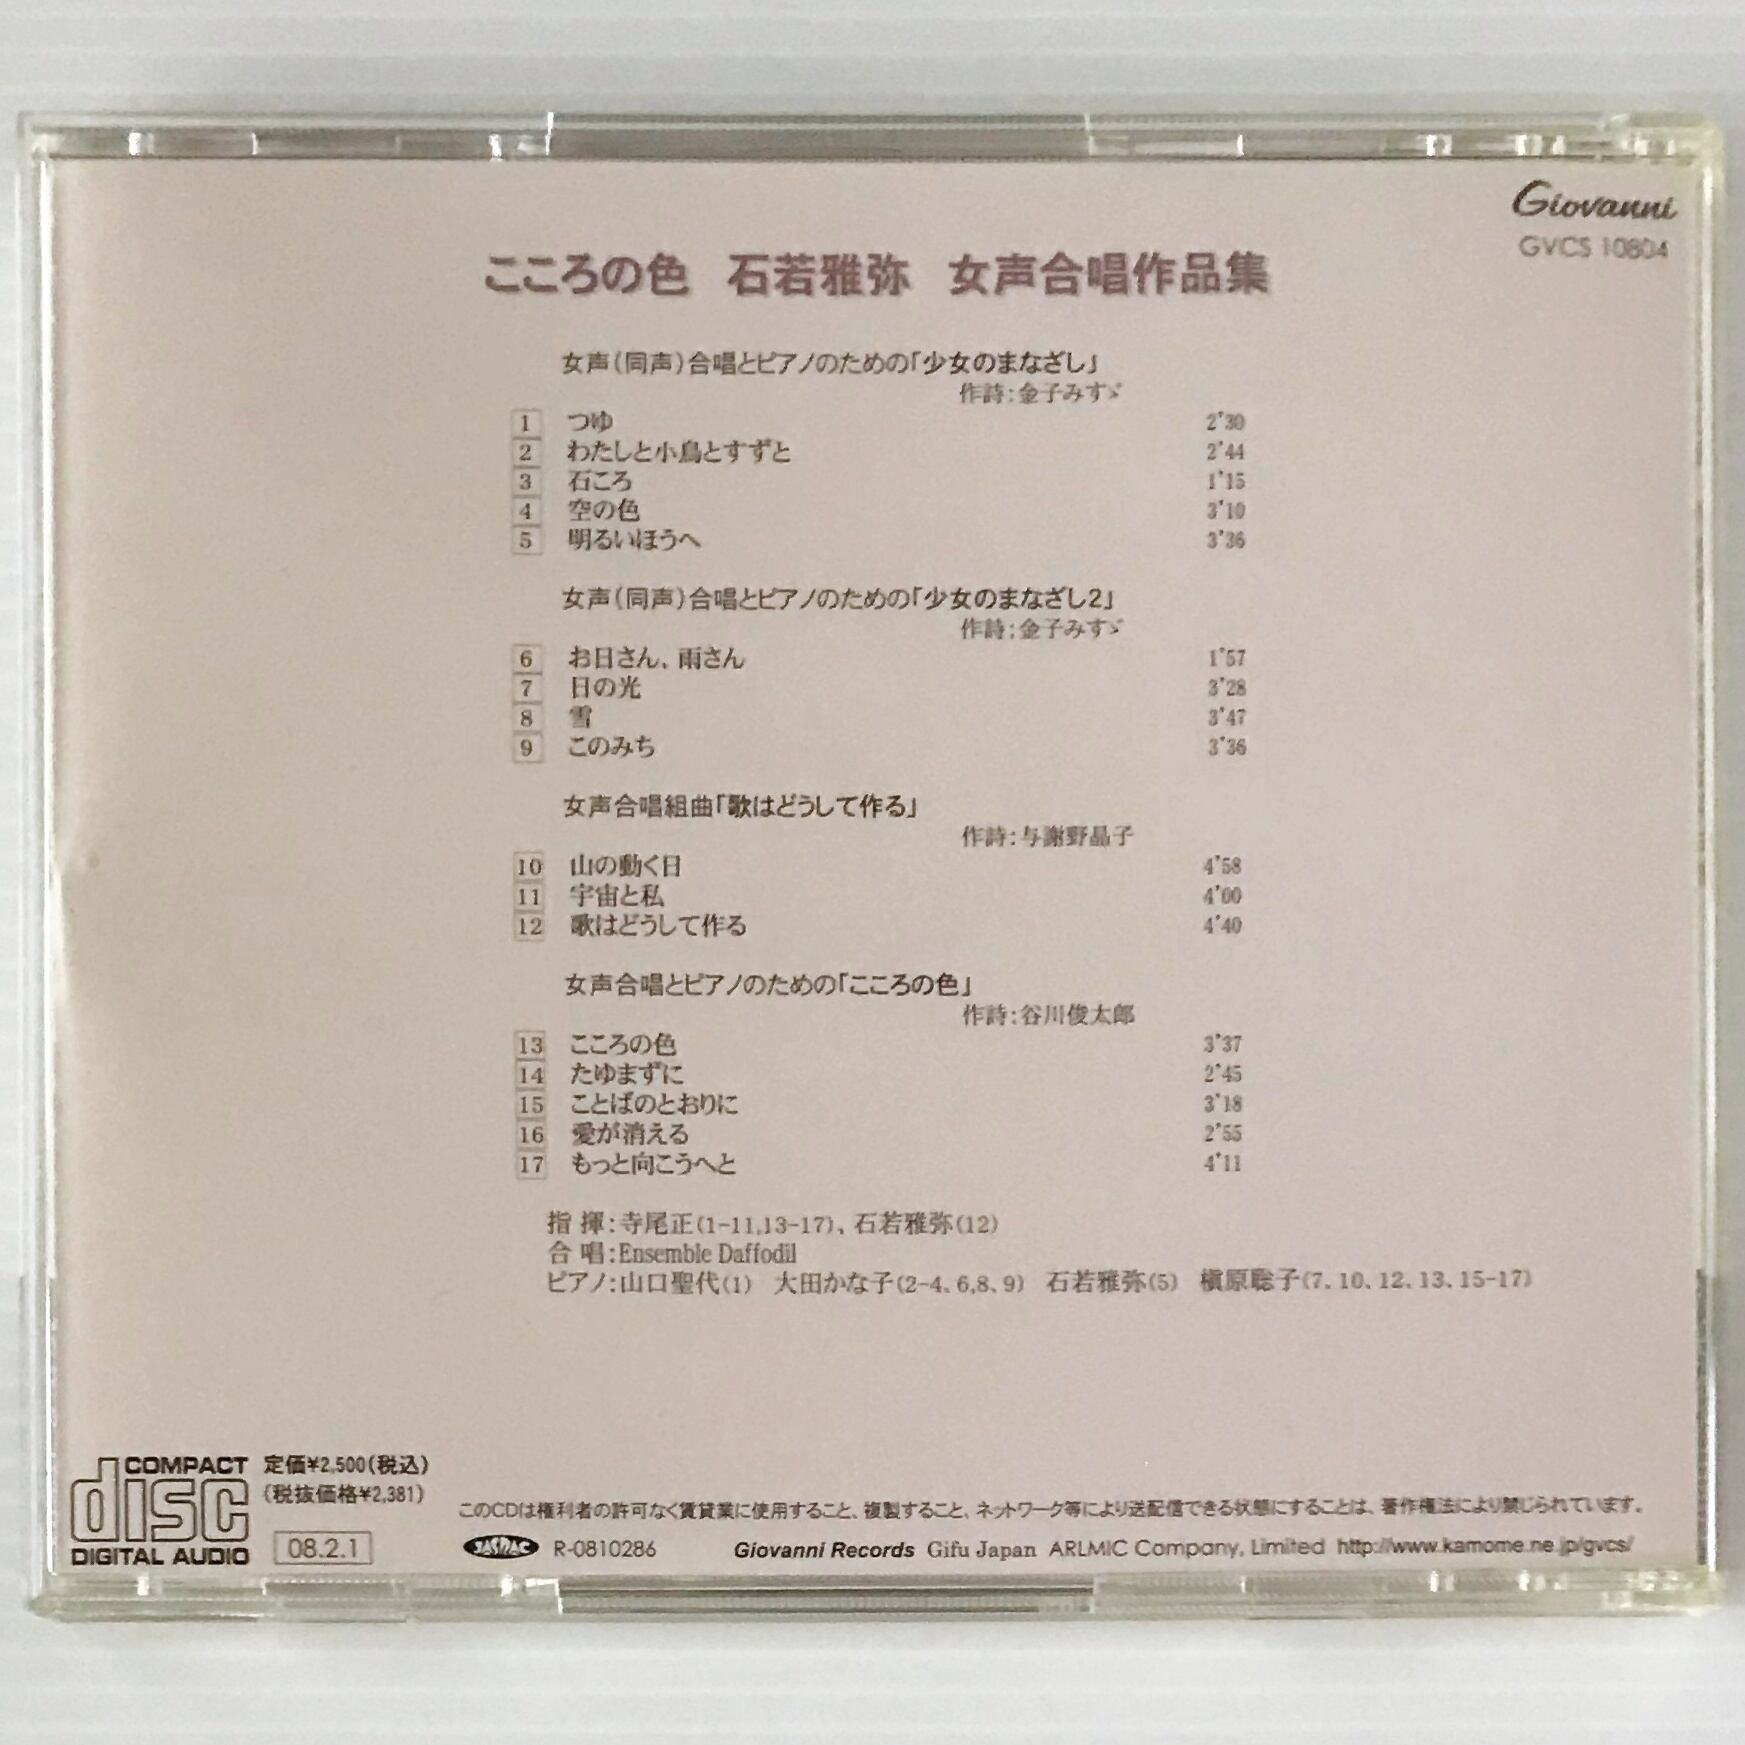 Giovanni
GVCS 10804
こころの色 石若雅弥 女声合唱作品集
女声(同声)合唱とピアノのための「少女のまなざし」
作詩:金子みすゞ
1 つゆ 2'30
2 わたしと小鳥とすずと 2'44
3 石ころ 1'15
4 空の色 3'10
5 明るいほうへ 3'36
女声(同声)合唱とピアノのための「少女のまなざし2」
作詩:金子みすゞ
6 お日さん、雨さん 1'57
7 日の光 3'28
8 雪 3'47
9 このみち 3'36
女声合唱組曲「歌はどうして作る」
作詩:与謝野晶子
10 山の動く日 4'58
11 宇宙と私 4'00
12 歌はどうして作る 4'40
女声合唱とピアノのための「こころの色」
作詩:谷川俊太郎
13 こころの色 3'37
14 たゆまずに 2'45
15 ことばのとおりに 3'18
16 愛が消える 2'55
17 もっと向こうへと 4'11
指 揮:寺尾正(1-11,13-17)、石若雅弥(12)
合 唱:Ensemble Daffodil
ピアノ:山口聖代(1) 大田かな子(2-4、6,8、9) 石若雅弥(5) 槇原聡子(7、10、12、13、15-17)
COMPACT disc DIGITAL AUDIO
定価¥2,500(税込)
(税抜価格¥2,381)
08.2.1
このCDは権利者の許可なく賃貸業に使用すること、複製すること、ネットワーク等により送配信できる状態にすることは、著作権法により禁じられています。
JASRAC R-0810286 Giovanni Records Gifu Japan ARLMIC Company, Limited http://www.kamome.ne.jp/gvcs/